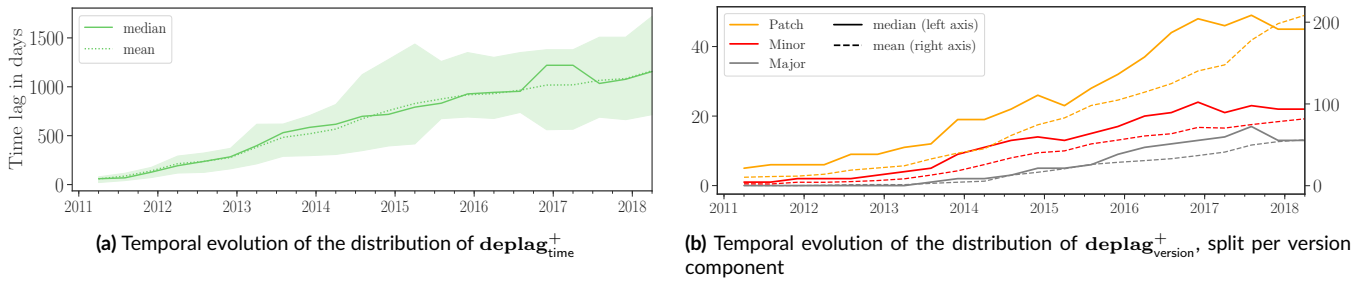 Time lag in days
1500
1000
500
0
median
mean
2011 2012 2013 2014 2015 2016 2017 2018
(a) Temporal evolution of the distribution of deplag+time
Patch
Minor
Major
median (left axis)
mean (right axis)
40
20
0
200
100
0
2011 2012 2013 2014 2015 2016 2017 2018
(b) Temporal evolution of the distribution of deplag+version, split per version
component